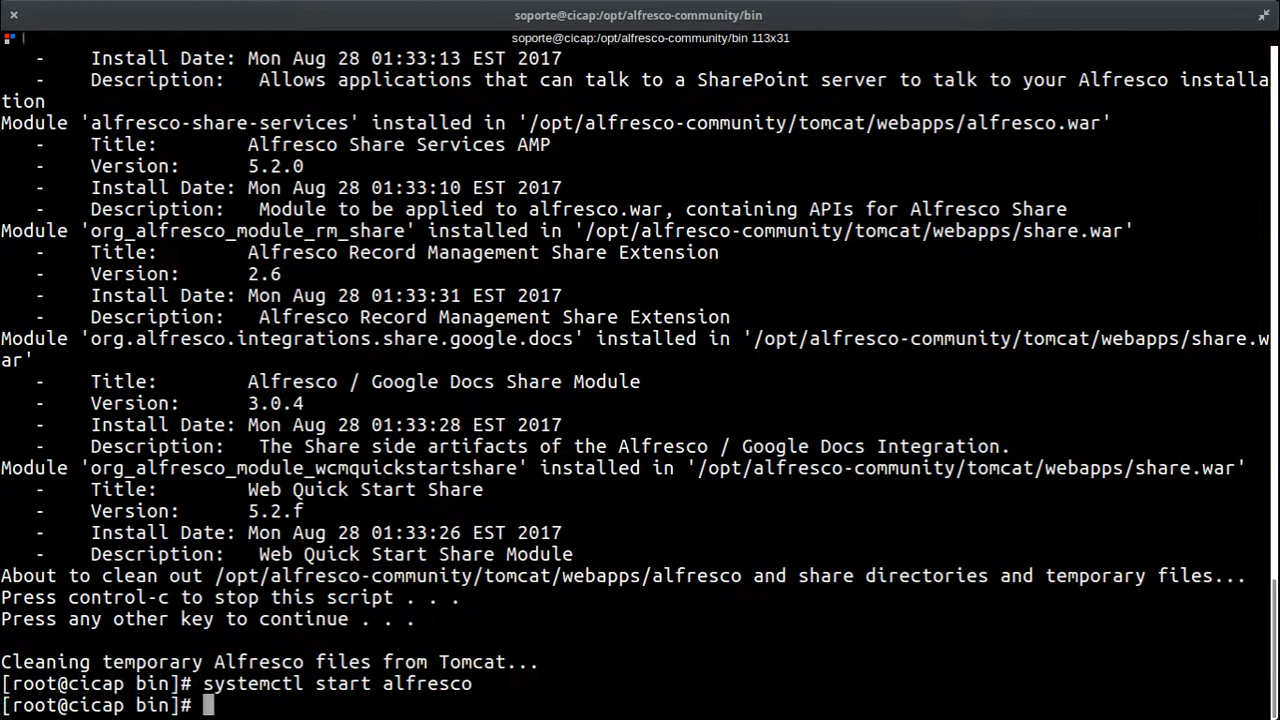 soporte@cicap:/opt/alfresco-community/bin
soporte@cicap:/opt/alfresco-community/bin 113x31
   -    Install Date: Mon Aug 28 01:33:13 EST 2017
   -    Description:   Allows applications that can talk to a SharePoint server to talk to your Alfresco installa
tion
Module 'alfresco-share-services' installed in '/opt/alfresco-community/tomcat/webapps/alfresco.war'
   -    Title:        Alfresco Share Services AMP
   -    Version:      5.2.0
   -    Install Date: Mon Aug 28 01:33:10 EST 2017
   -    Description:   Module to be applied to alfresco.war, containing APIs for Alfresco Share
Module 'org_alfresco_module_rm_share' installed in '/opt/alfresco-community/tomcat/webapps/share.war'
   -    Title:        Alfresco Record Management Share Extension
   -    Version:      2.6
   -    Install Date: Mon Aug 28 01:33:31 EST 2017
   -    Description:   Alfresco Record Management Share Extension
Module 'org.alfresco.integrations.share.google.docs' installed in '/opt/alfresco-community/tomcat/webapps/share.w
ar'
   -    Title:        Alfresco / Google Docs Share Module
   -    Version:      3.0.4
   -    Install Date: Mon Aug 28 01:33:28 EST 2017
   -    Description:   The Share side artifacts of the Alfresco / Google Docs Integration.
Module 'org_alfresco_module_wcmquickstartshare' installed in '/opt/alfresco-community/tomcat/webapps/share.war'
   -    Title:        Web Quick Start Share
   -    Version:      5.2.f
   -    Install Date: Mon Aug 28 01:33:26 EST 2017
   -    Description:   Web Quick Start Share Module
About to clean out /opt/alfresco-community/tomcat/webapps/alfresco and share directories and temporary files...
Press control-c to stop this script . . .
Press any other key to continue . . .
Cleaning temporary Alfresco files from Tomcat...
[root@cicap bin]# systemctl start alfresco
[root@cicap bin]#